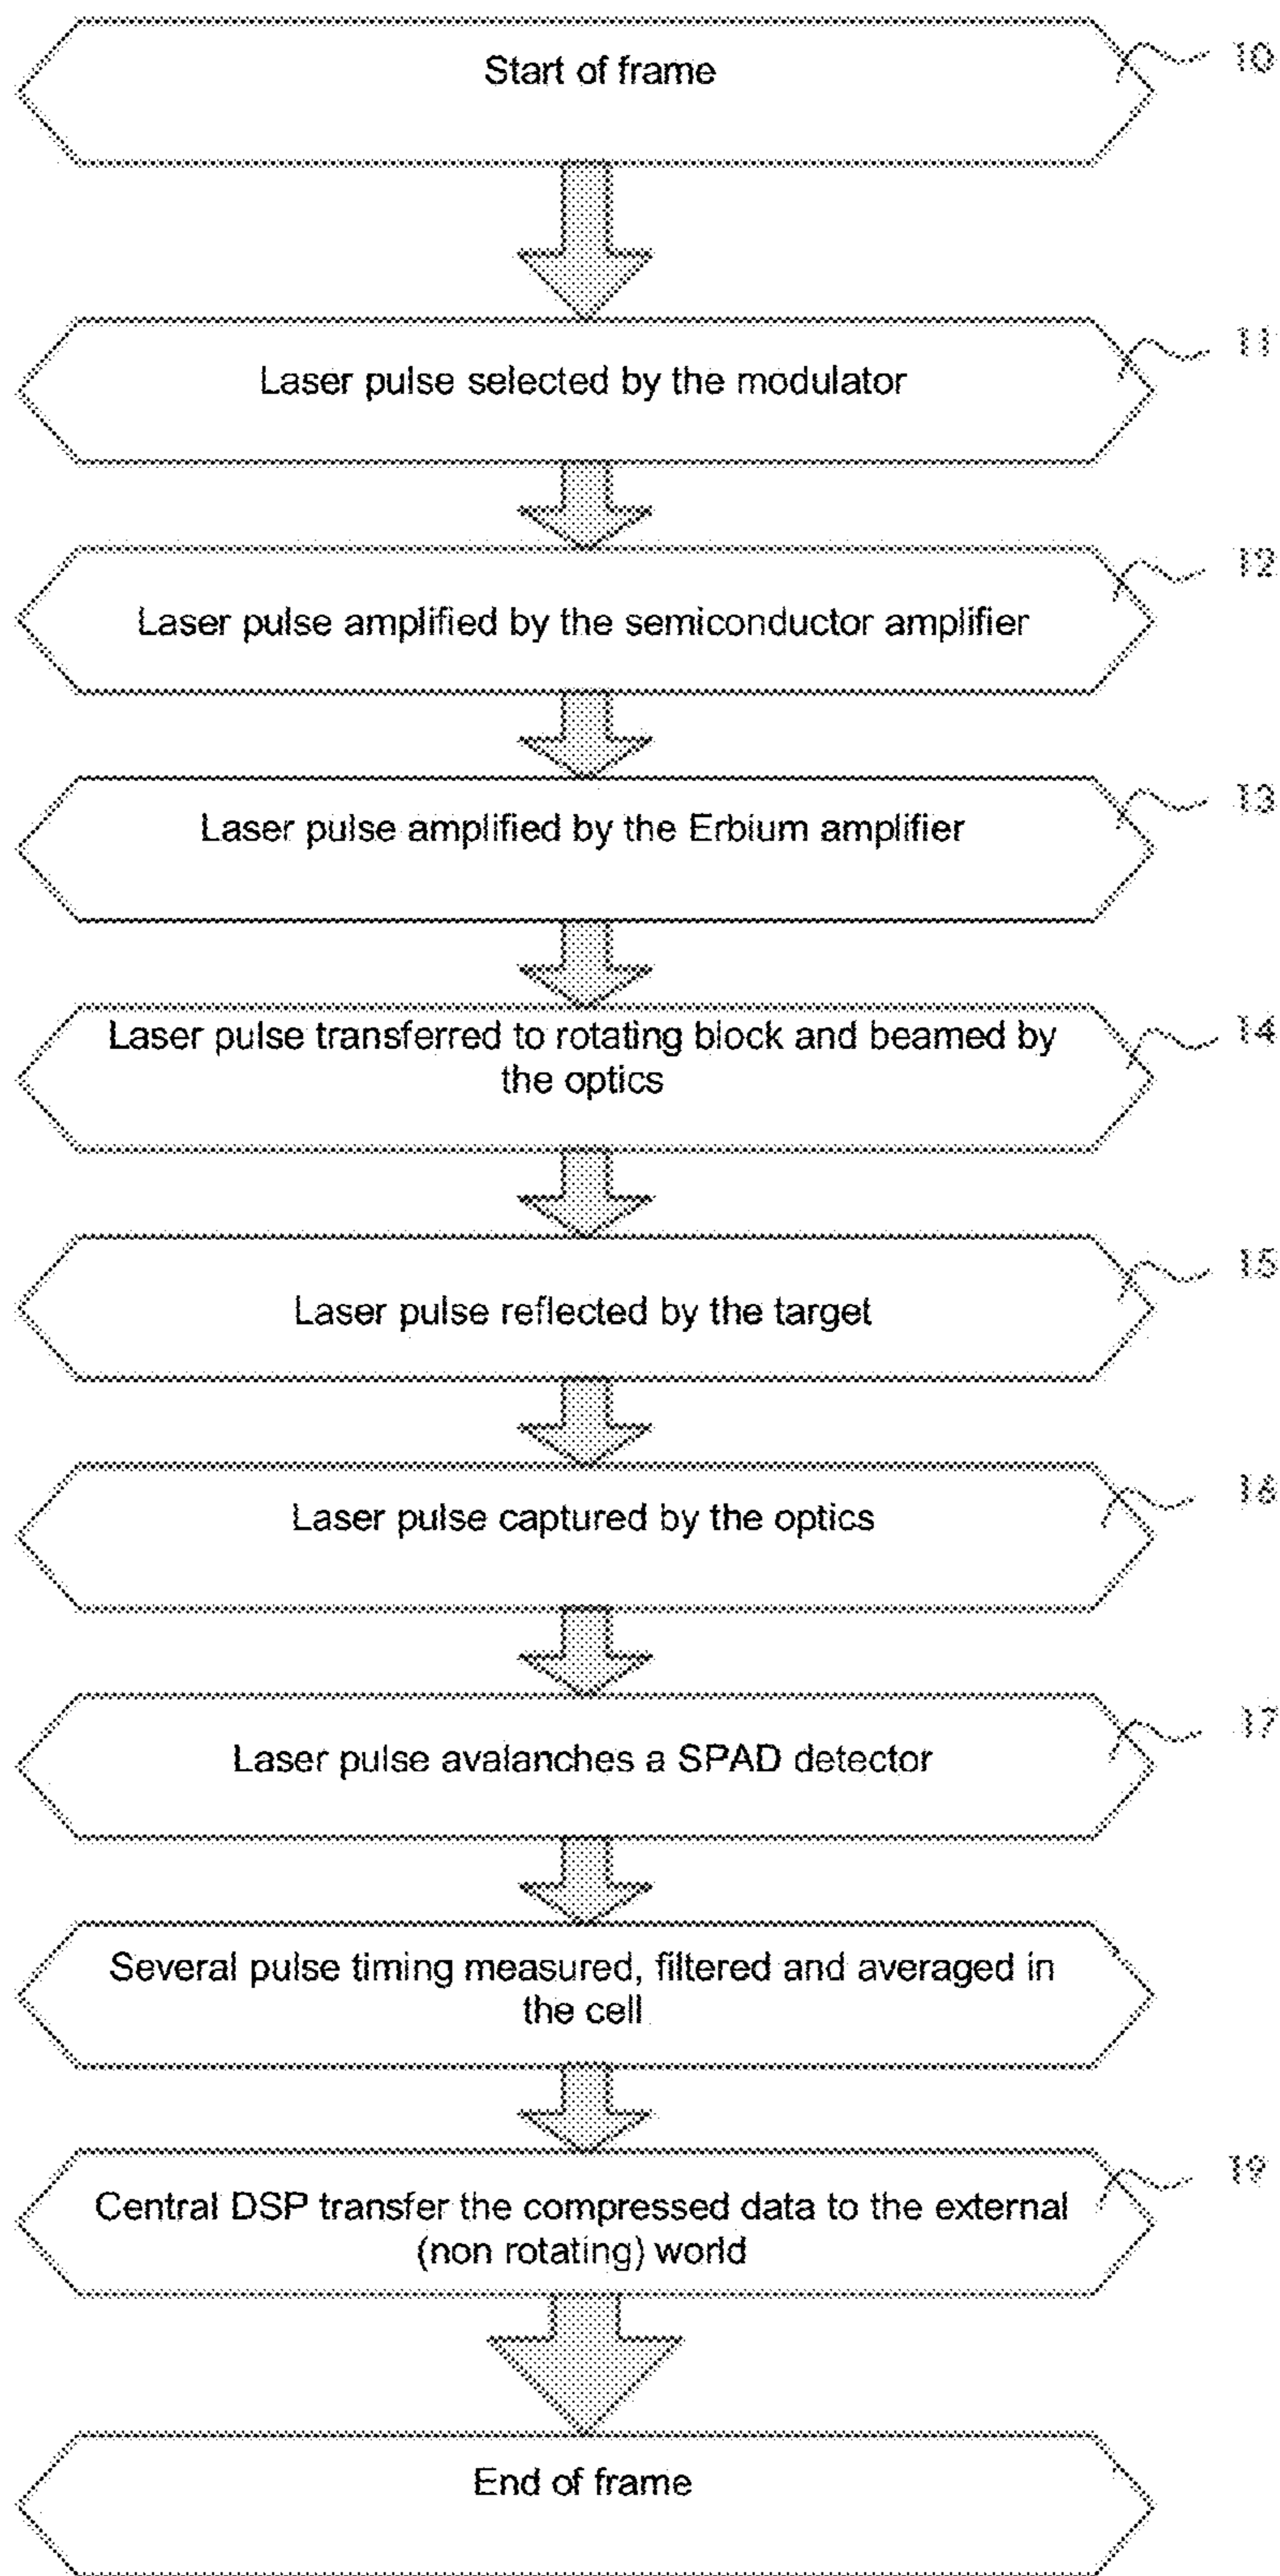 Start of frame
10
Laser pulse selected by the modulator
11
Laser pulse amplified by the semiconductor amplifier
12
Laser pulse amplified by the Erbium amplifier
13
Laser pulse transferred to rotating block and beamed by
the optics
14
Laser pulse reflected by the target
15
Laser pulse captured by the optics
16
Laser pulse avalanches a SPAD detector
17
Several pulse timing measured, filtered and averaged in
the cell
Central DSP transfer the compressed data to the external
(non rotating) world
19
End of frame